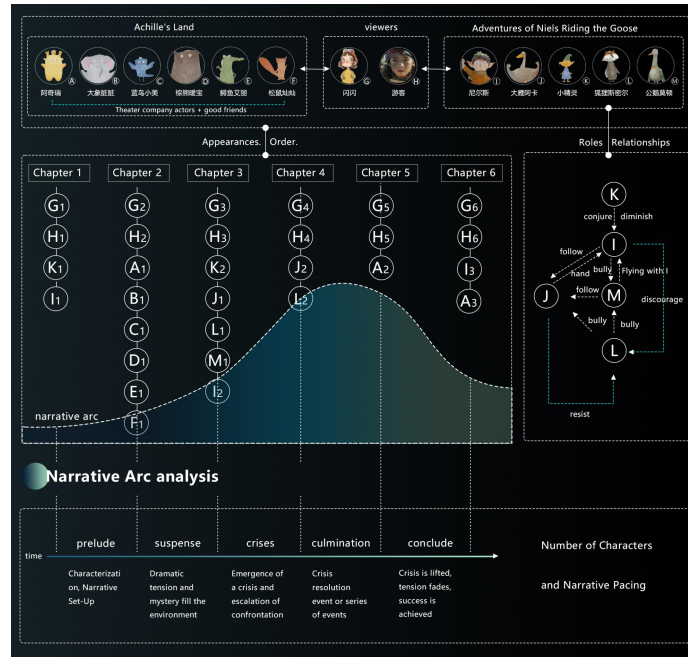 Achille's Land
viewers
Adventures of Niels Riding the Goose
阿奇瑞 A
大象脏脏 B
蓝鸟小美 C
棕熊暖宝 D
鳄鱼艾丽 E
松鼠灿灿 F
闪闪 G
游客 H
尼尔斯 I
大雁阿卡 J
小精灵 K
狐狸斯密尔 L
公鹅莫顿 M
Theater company actors + good friends
Appearances. Order.
Roles Relationships
Chapter 1
Chapter 2
Chapter 3
Chapter 4
Chapter 5
Chapter 6
G1
G2
G3
G4
G5
G6
H1
H2
H3
H4
H5
H6
K1
A1
K2
J2
A2
I3
I1
B1
J1
L2
A3
C1
L1
D1
M1
E1
I2
F1
narrative arc
K
conjure diminish
I
follow
hand
bully
Flying with I
J
follow
M
discourage
bully
bully
L
resist
Narrative Arc analysis
prelude
suspense
crises
culmination
conclude
time
Characterizati
on, Narrative
Set-Up
Dramatic
tension and
mystery fill the
environment
Emergence of
a crisis and
escalation of
confrontation
Crisis
resolution
event or series
of events
Crisis is lifted,
tension fades,
success is
achieved
Number of Characters
and Narrative Pacing